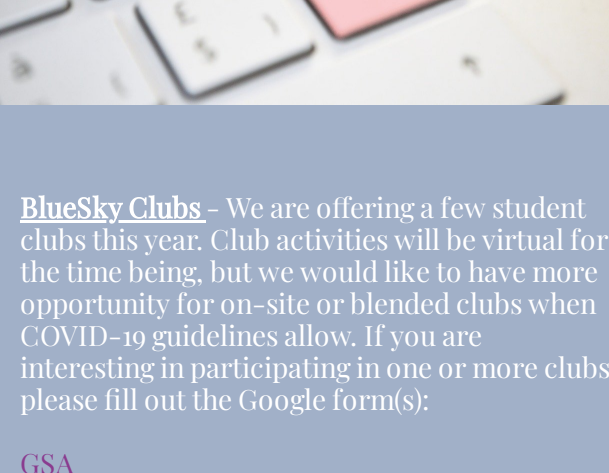 BlueSky Clubs - We are offering a few student
clubs this year. Club activities will be virtual for
the time being, but we would like to have more
opportunity for on-site or blended clubs when
COVID-19 guidelines allow. If you are
interesting in participating in one or more clubs
please fill out the Google form(s):
GSA